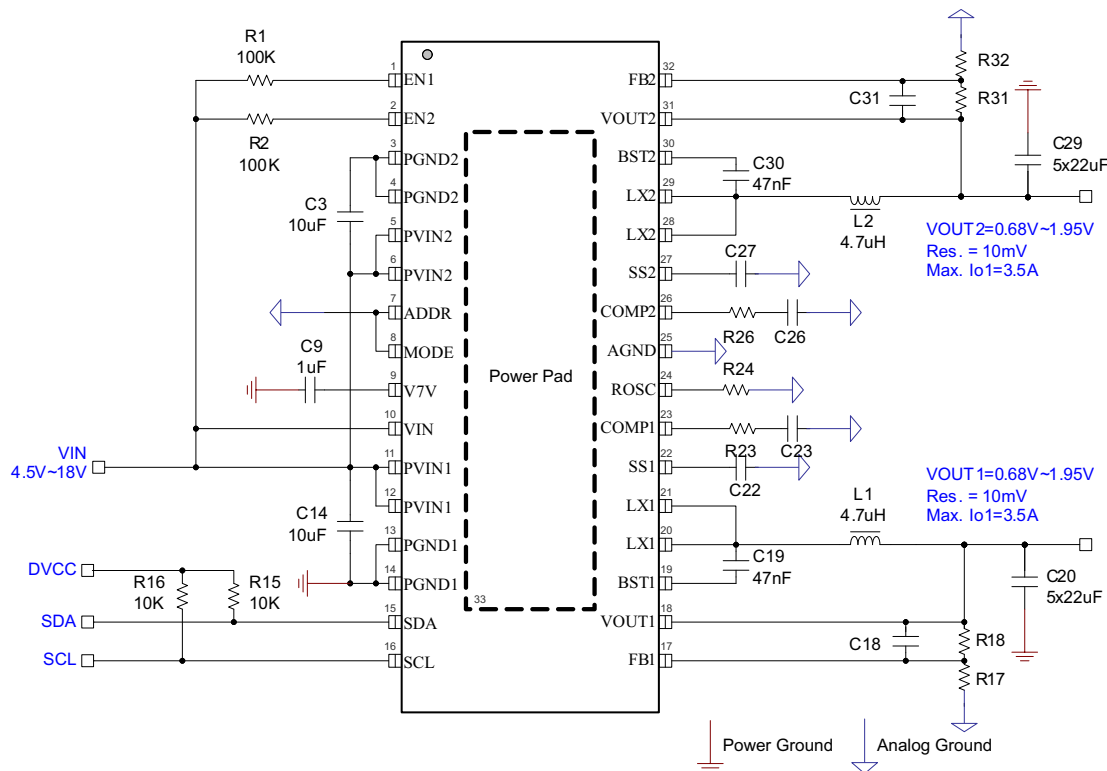 R1
100K
R2
100K
C3
10uF
C9
1uF
VIN
4.5V~18V
C14
10uF
DVCC
R16
10K
R15
10K
SDA
SCL
1 EN1
2 EN2
3 PGND2
4 PGND2
5 PVIN2
6 PVIN2
7 ADDR
8 MODE
9 V7V
10 VIN
11 PVIN1
12 PVIN1
13 PGND1
14 PGND1
15 SDA
16 SCL
Power Pad
33
FB2 32
VOUT2 31
BST2 30
LX2 29
LX2 28
SS2 27
COMP2 26
AGND 25
ROSC 24
COMP1 23
SS1 22
LX1 21
LX1 20
BST1 19
VOUT1 18
FB1 17
R32
R31
C31
C29
5x22uF
C30
47nF
L2
4.7uH
VOUT2=0.68V~1.95V
Res. = 10mV
Max. Io1=3.5A
C27
R26
C26
R24
R23
C23
C22
VOUT1=0.68V~1.95V
Res. = 10mV
Max. Io1=3.5A
L1
4.7uH
C19
47nF
C20
5x22uF
C18
R18
R17
Power Ground
Analog Ground